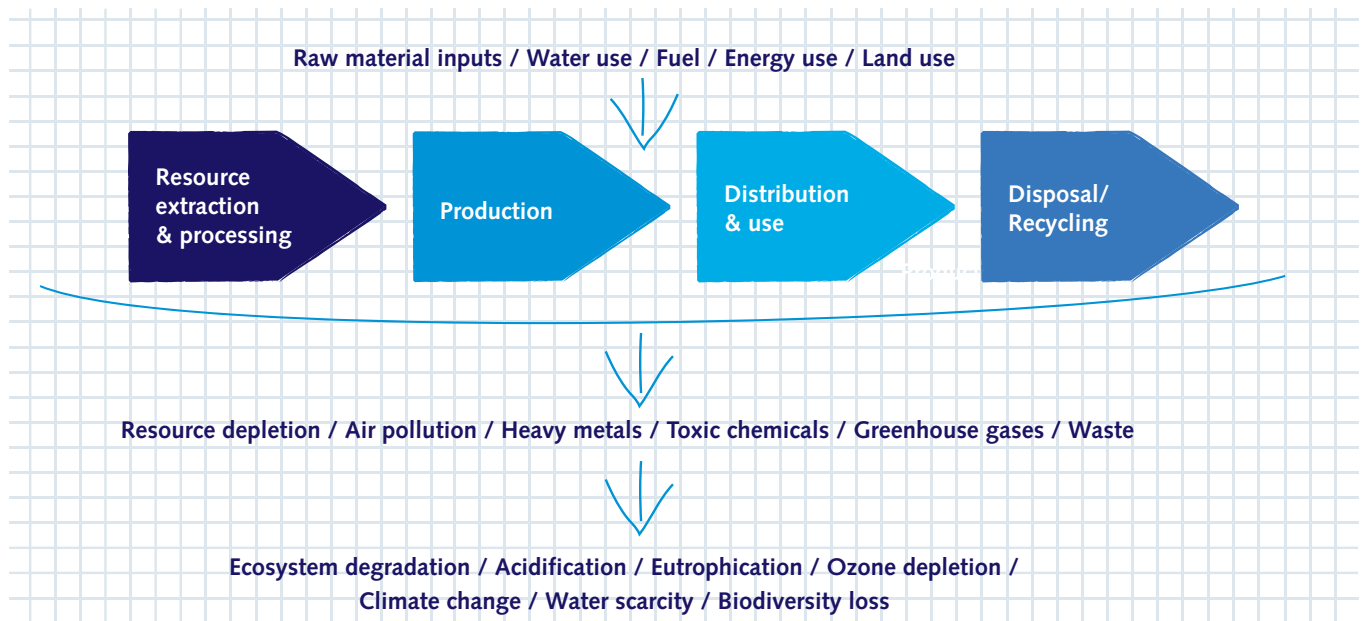 Raw material inputs / Water use / Fuel / Energy use / Land use
Resource
extraction
& processing
Production
Distribution
& use
Disposal/
Recycling
Resource depletion / Air pollution / Heavy metals / Toxic chemicals / Greenhouse gases / Waste
Ecosystem degradation / Acidification / Eutrophication / Ozone depletion /
Climate change / Water scarcity / Biodiversity loss